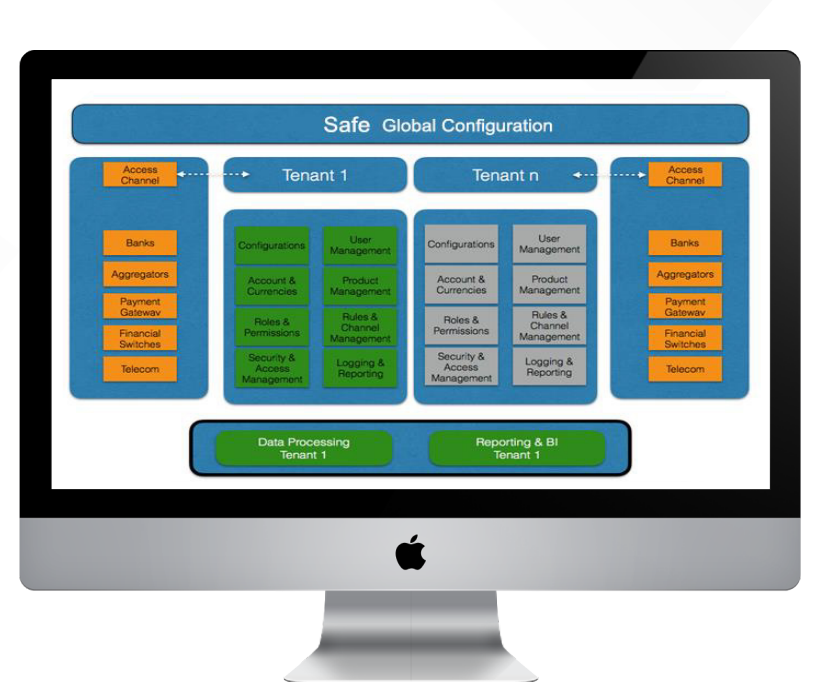 Safe Global Configuration
Access
Channel
Tenant 1
Tenant n
Access
Channel
Banks
Aggregators
Payment
Gateway
Financial
Switches
Telecom
Configurations
User
Management
Account &
Currencies
Product
Management
Roles &
Permissions
Rules &
Channel
Management
Security &
Access
Management
Logging &
Reporting
Configurations
User
Management
Account &
Currencies
Product
Management
Roles &
Permissions
Rules &
Channel
Management
Security &
Access
Management
Logging &
Reporting
Banks
Aggregators
Payment
Gateway
Financial
Switches
Telecom
Data Processing
Tenant 1
Reporting & BI
Tenant 1